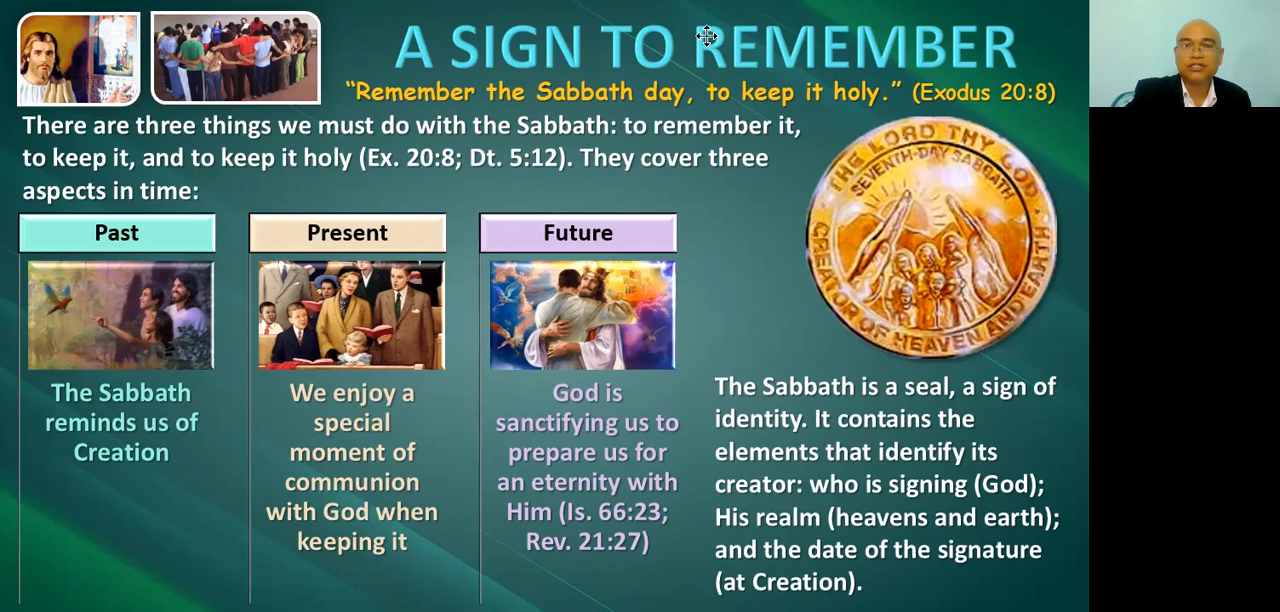 A SIGN TO REMEMBER
“Remember the Sabbath day, to keep it holy.” (Exodus 20:8)
There are three things we must do with the Sabbath: to remember it,
to keep it, and to keep it holy (Ex. 20:8; Dt. 5:12). They cover three
aspects in time:
Past
The Sabbath
reminds us of
Creation
Present
We enjoy a
special
moment of
communion
with God when
keeping it
Future
God is
sanctifying us to
prepare us for
an eternity with
Him (Is. 66:23;
Rev. 21:27)
THE LORD THY GOD
SEVENTH-DAY SABBATH
CREATOR OF HEAVEN AND EARTH
The Sabbath is a seal, a sign of
identity. It contains the
elements that identify its
creator: who is signing (God);
His realm (heavens and earth);
and the date of the signature
(at Creation).